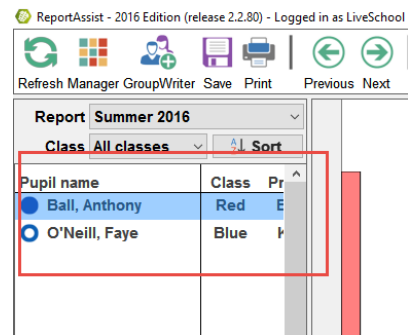 ReportAssist - 2016 Edition (release 2.2.80) - Logged in as LiveSchool
Refresh Manager GroupWriter Save Print Previous Next
Report Summer 2016
Class All classes Sort
Pupil name Class Pr
Ball, Anthony Red
O'Neill, Faye Blue